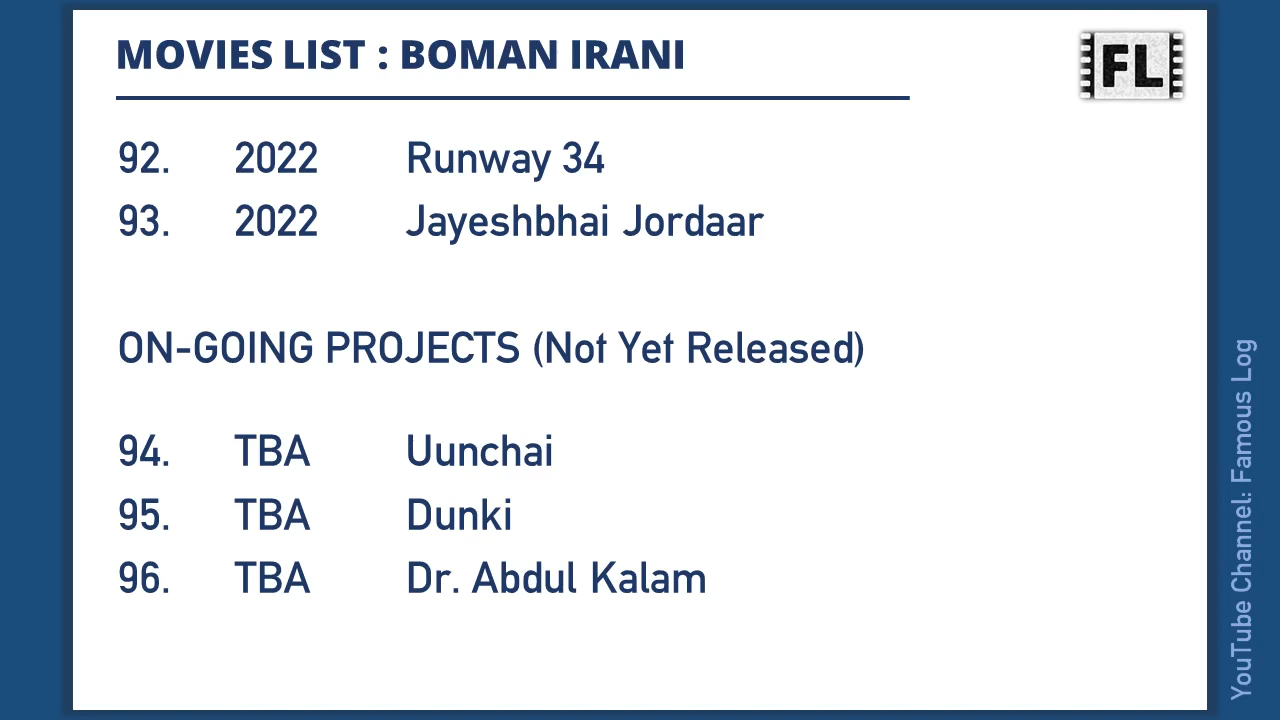 MOVIES LIST : BOMAN IRANI
FL
92. 2022 Runway 34
93. 2022 Jayeshbhai Jordaar
ON-GOING PROJECTS (Not Yet Released)
94. TBA Uunchai
95. TBA Dunki
96. TBA Dr. Abdul Kalam
YouTube Channel: Famous Log